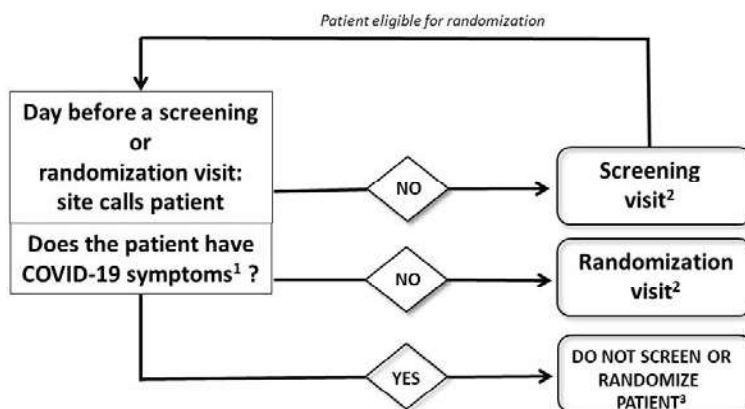 Patient eligible for randomization
Day before a screening
or
randomization visit:
site calls patient
Does the patient have
COVID-19 symptoms¹ ?
NO
Screening
visit²
NO
Randomization
visit²
YES
DO NOT SCREEN OR
RANDOMIZE
PATIENT³